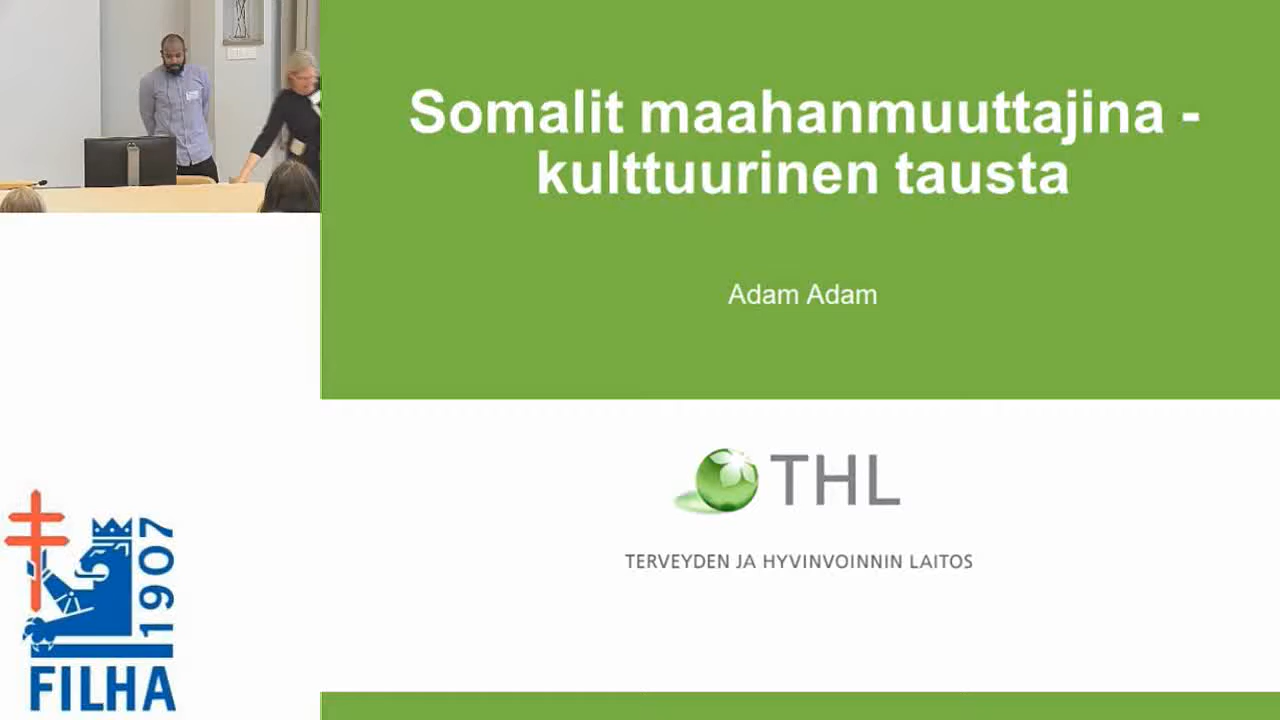 Somalit maahanmuuttajina -
kulttuurinen tausta
Adam Adam
THL
TERVEYDEN JA HYVINVOINNIN LAITOS
1907
FILHA